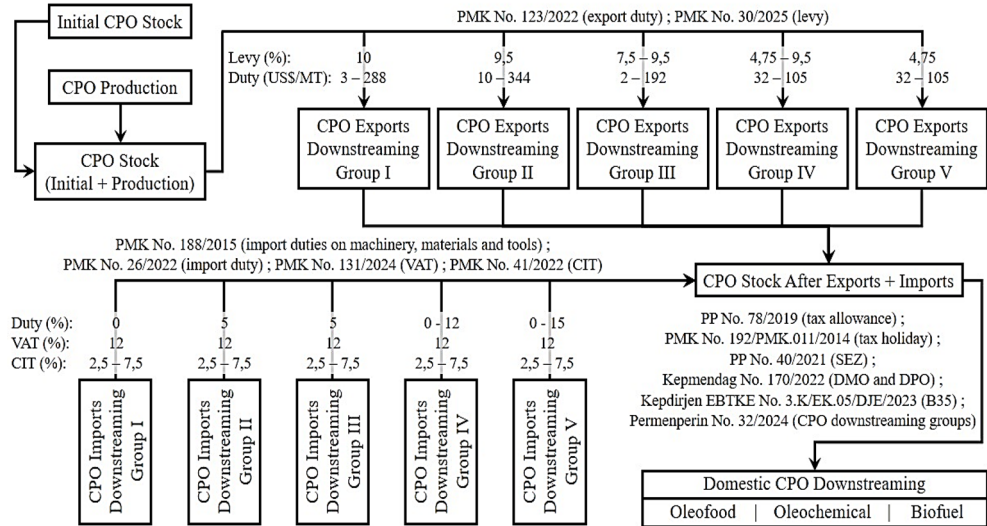 Initial CPO Stock
CPO Production
CPO Stock
(Initial + Production)
PMK No. 123/2022 (export duty) ; PMK No. 30/2025 (levy)
Levy (%): 10 9,5 7,5 – 9,5 4,75 – 9,5 4,75
Duty (US$/MT): 3 – 288 10 – 344 2 – 192 32 – 105 32 – 105
CPO Exports
Downstreaming
Group I
CPO Exports
Downstreaming
Group II
CPO Exports
Downstreaming
Group III
CPO Exports
Downstreaming
Group IV
CPO Exports
Downstreaming
Group V
PMK No. 188/2015 (import duties on machinery, materials and tools) ;
PMK No. 26/2022 (import duty) ; PMK No. 131/2024 (VAT) ; PMK No. 41/2022 (CIT)
CPO Stock After Exports + Imports
Duty (%): 0 5 5 0 - 12 0 - 15
VAT (%): 12 12 12 12 12
CIT (%): 2,5 – 7,5 2,5 – 7,5 2,5 – 7,5 2,5 – 7,5 2,5 – 7,5
CPO Imports
Downstreaming
Group I
CPO Imports
Downstreaming
Group II
CPO Imports
Downstreaming
Group III
CPO Imports
Downstreaming
Group IV
CPO Imports
Downstreaming
Group V
PP No. 78/2019 (tax allowance) ;
PMK No. 192/PMK.011/2014 (tax holiday) ;
PP No. 40/2021 (SEZ) ;
Kepmendag No. 170/2022 (DMO and DPO) ;
Kepdirjen EBTKE No. 3.K/EK.05/DJE/2023 (B35) ;
Permenperin No. 32/2024 (CPO downstreaming groups)
Domestic CPO Downstreaming
Oleofood | Oleochemical | Biofuel